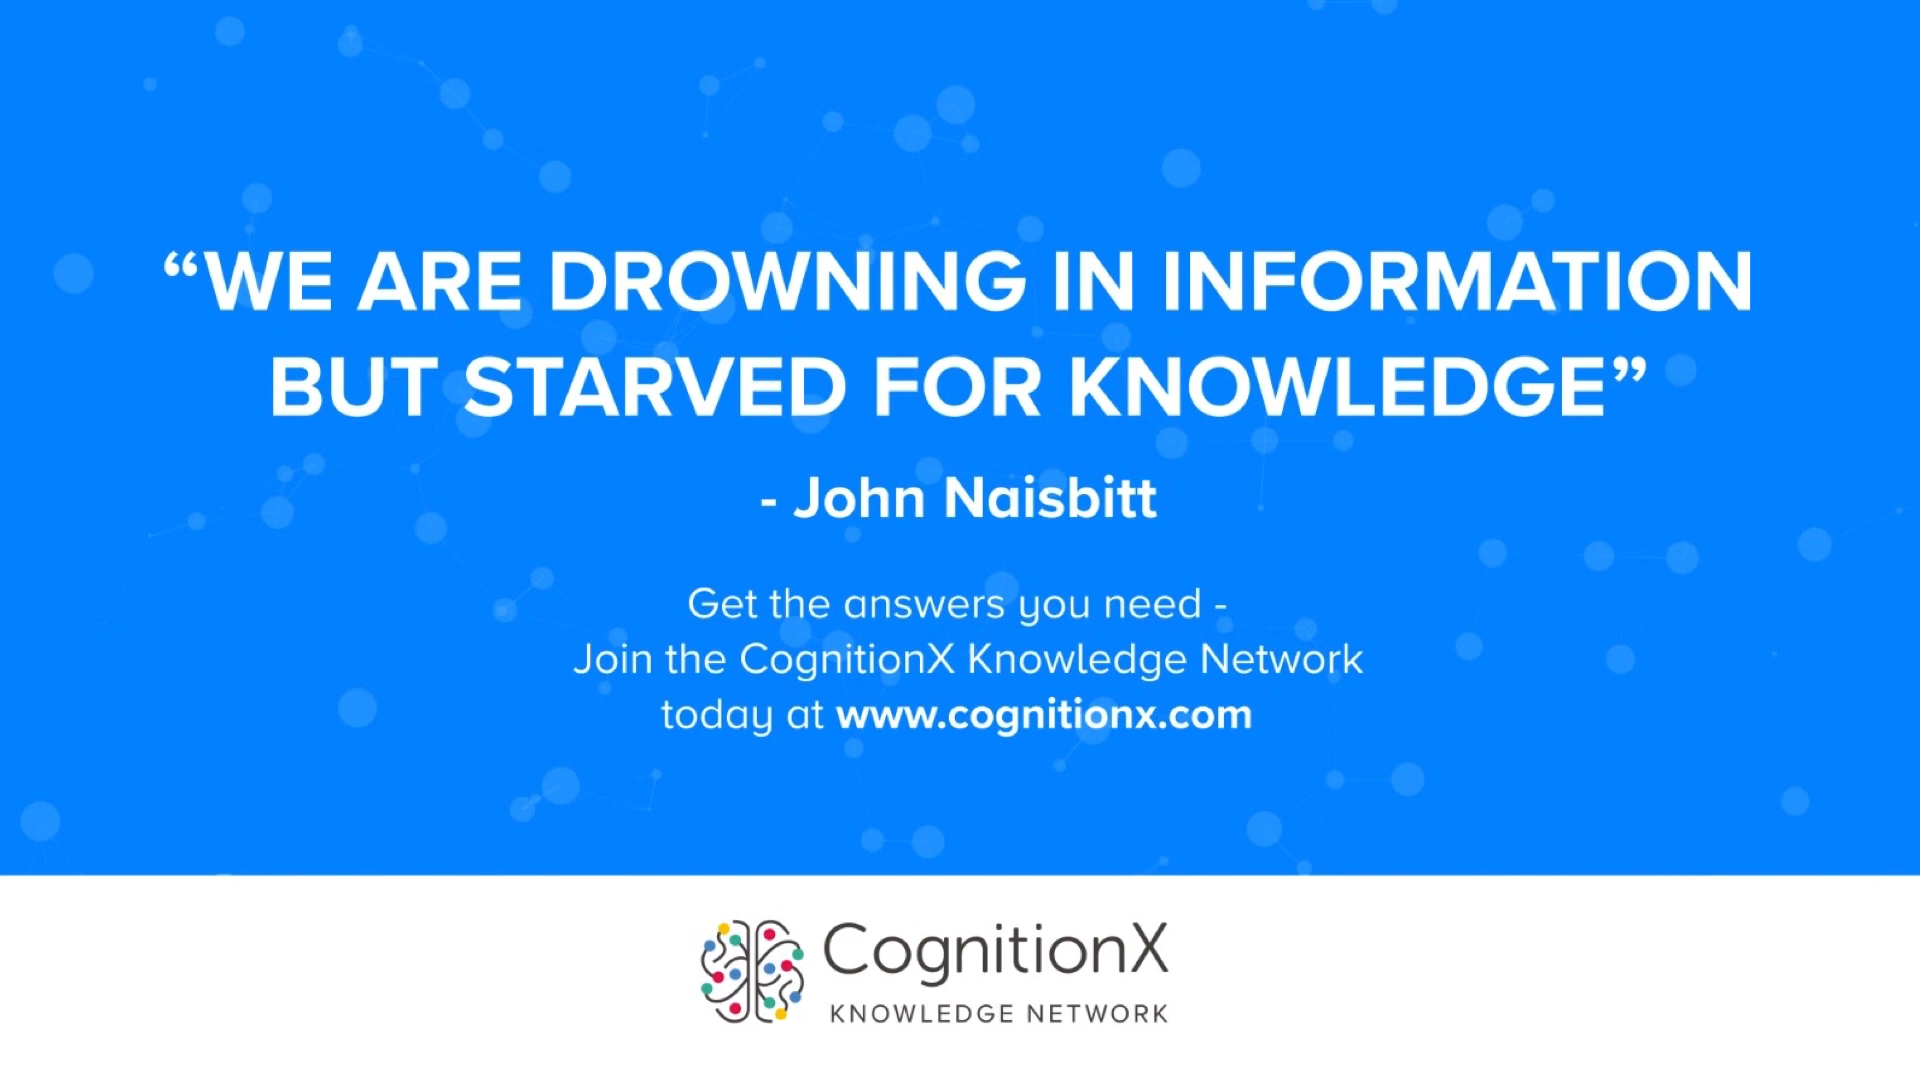 “WE ARE DROWNING IN INFORMATION
BUT STARVED FOR KNOWLEDGE”
- John Naisbitt
Get the answers you need -
Join the CognitionX Knowledge Network
today at www.cognitionx.com
CognitionX
KNOWLEDGE NETWORK